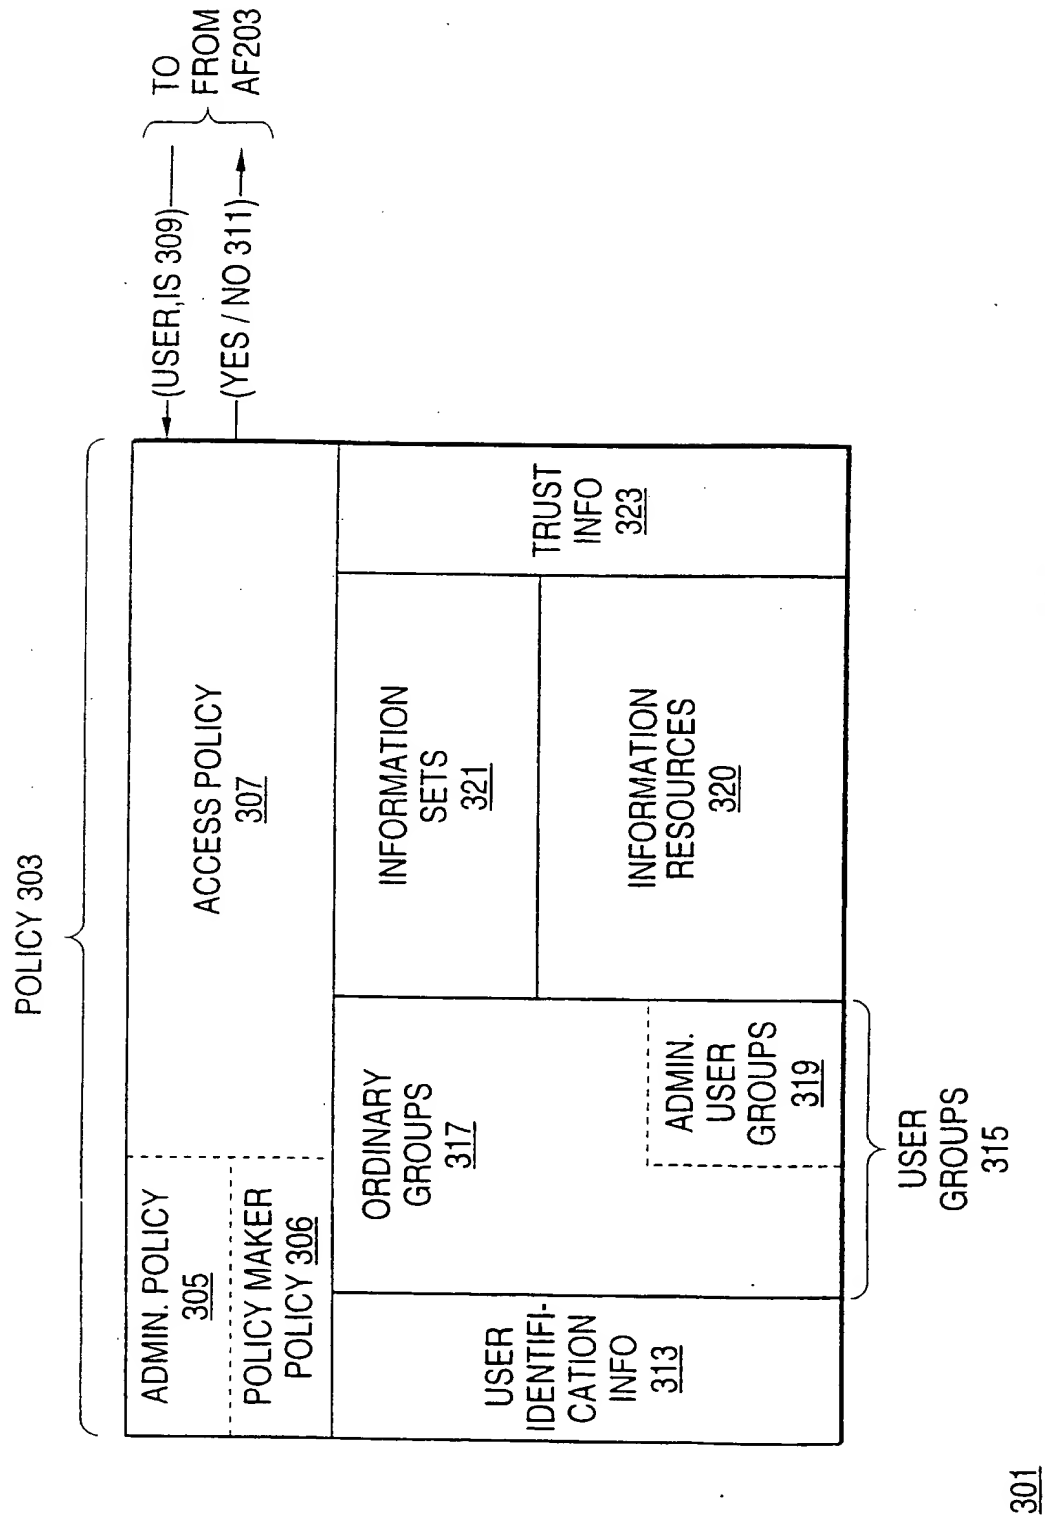 POLICY 303
ADMIN. POLICY
305
POLICY MAKER
POLICY 306
ACCESS POLICY
307
(USER,IS 309)
(YES / NO 311)
TO
FROM
AF203
USER
IDENTIFI-
CATION
INFO
313
ORDINARY
GROUPS
317
ADMIN.
USER
GROUPS
319
INFORMATION
SETS
321
INFORMATION
RESOURCES
320
TRUST
INFO
323
USER
GROUPS
315
301